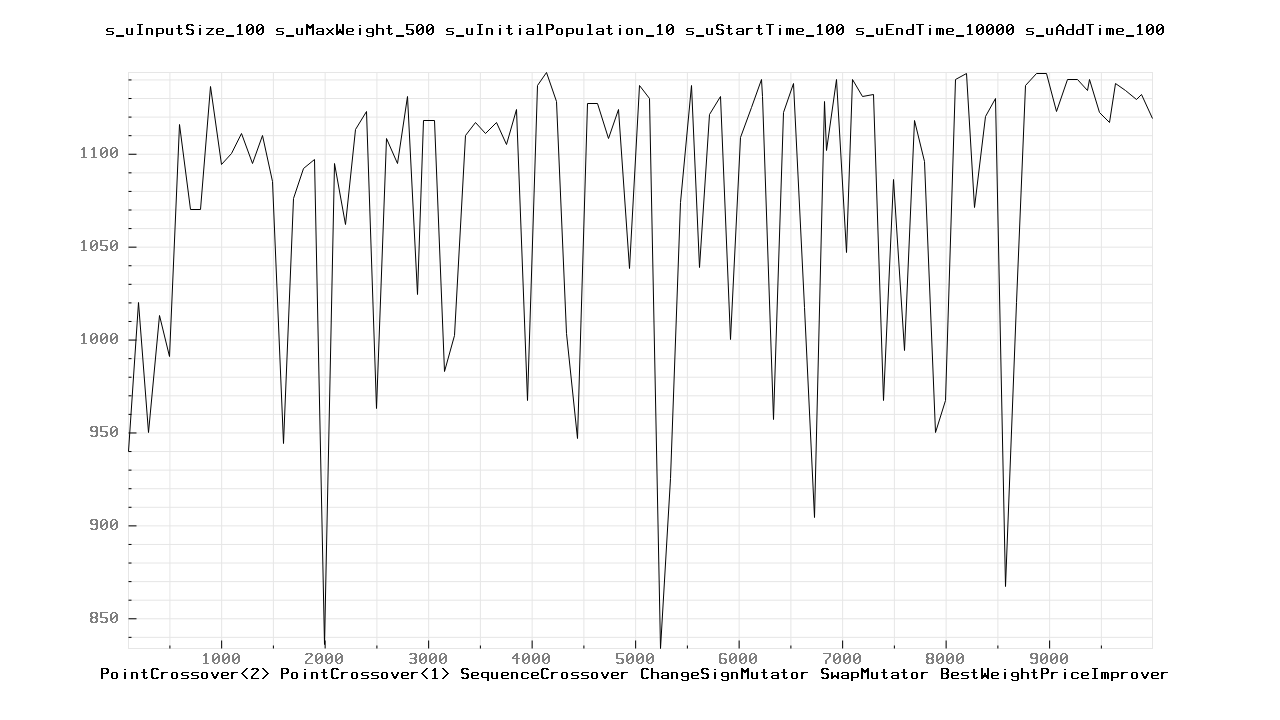 s_uInputSize_100 s_uMaxWeight_500 s_uInitialPopulation_10 s_uStartTime_100 s_uEndTime_10000 s_uAddTime_100
1100
1050
1000
950
900
850
1000 2000 3000 4000 5000 6000 7000 8000 9000
PointCrossover<2> PointCrossover<1> SequenceCrossover ChangeSignMutator SwapMutator BestWeightPriceImprover